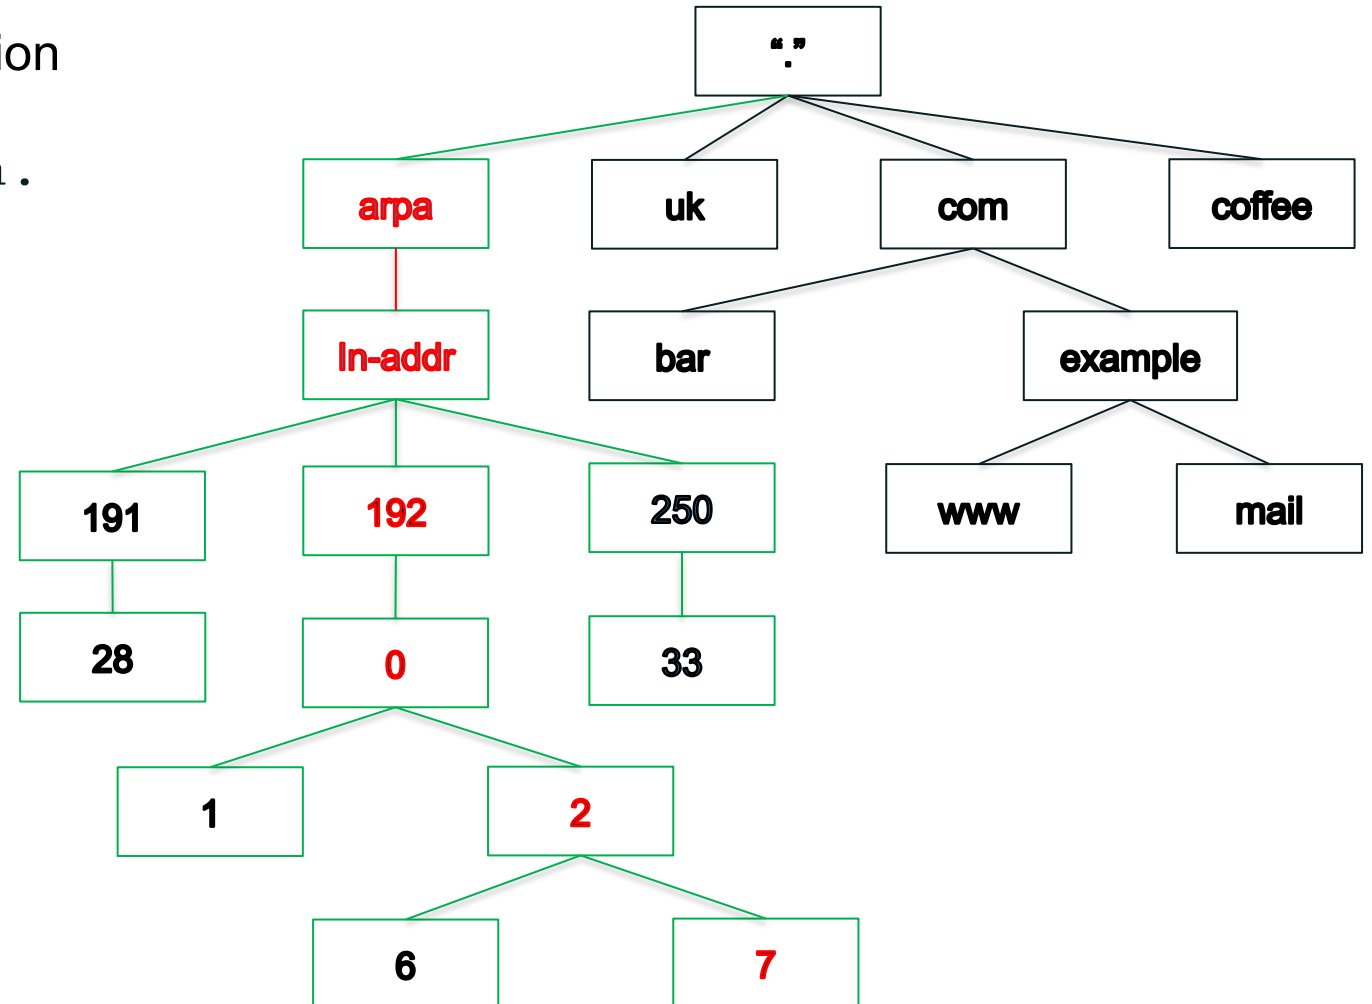 ion
.
“.”
arpa
uk
com
coffee
In-addr
bar
example
191
192
250
www
mail
28
0
33
1
2
6
7